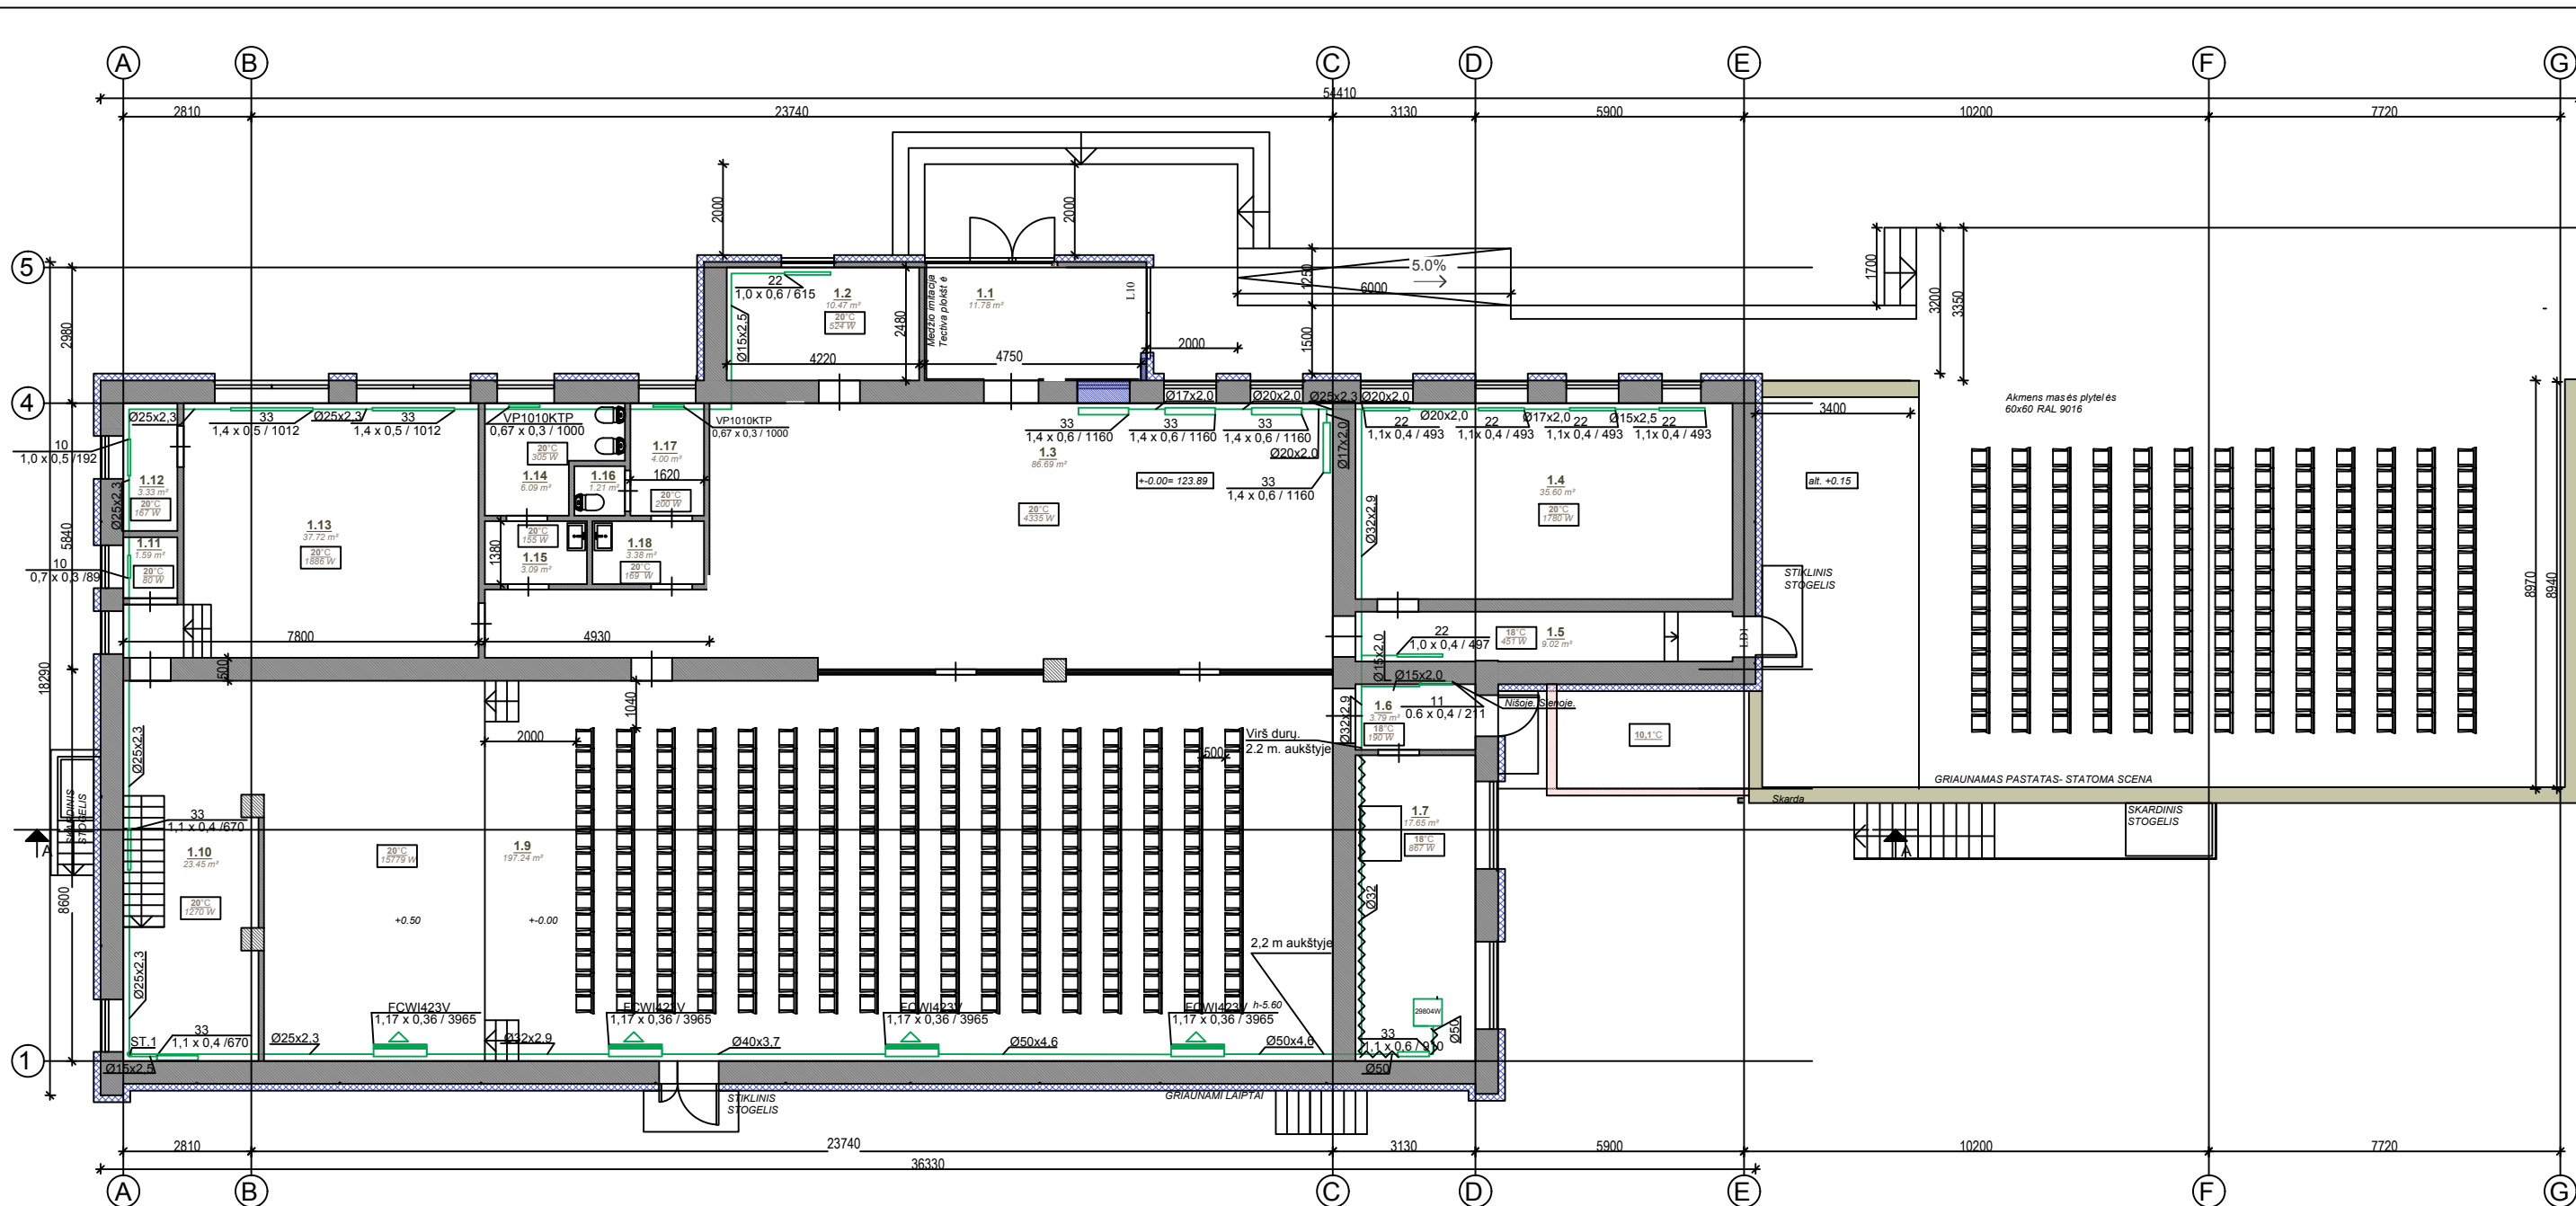 A
B
C
D
E
F
G
54410
2810
23740
3130
5900
10200
7720
2000
2000
5
4
1
2980
5840
18290
8600
22
1,0 x 0,6 / 615
1.2
10.47 m²
20°C
524 W
Ø15x2,5
4220
2480
Medžio imitacija
Tectiva plokštė
1.1
11.78 m²
L10
4750
2000
1250
1500
6000
5.0%
1700
3200
3350
3400
Akmens masės plytelės
60x60 RAL 9016
alt. +0.15
8970
8940
Ø25x2,3
33
1,4 x 0,5 / 1012
Ø25x2,3
33
1,4 x 0,5 / 1012
VP1010KTP
0,67 x 0,3 / 1000
VP1010KTP
0,67 x 0,3 / 1000
10
1,0 x 0,5 /192
10
0,7 x 0,3 /89
Ø25x2,3
1.12
3.33 m²
20°C
167 W
1.11
1.59 m²
20°C
80 W
1.13
37.72 m²
20°C
1886 W
20°C
305 W
1.14
6.09 m²
1.16
1.21 m²
1.17
4.00 m²
1620
20°C
200 W
20°C
155 W
1.15
3.09 m²
1380
1.18
3.38 m²
20°C
169 W
7800
4930
500
33
1,4 x 0,6 / 1160
33
1,4 x 0,6 / 1160
33
1,4 x 0,6 / 1160
33
1,4 x 0,6 / 1160
Ø17x2,0
Ø20x2,0
Ø25x2,3
Ø20x2,0
Ø20x2,0
Ø17x2,0
1.3
86.69 m²
+-0.00= 123.89
20°C
4335 W
22
1,1x 0,4 / 493
Ø20x2,0
22
1,1x 0,4 / 493
Ø17x2,0
22
1,1x 0,4 / 493
Ø15x2,5
22
1,1x 0,4 / 493
Ø32x2,9
1.4
35.60 m²
20°C
1780 W
STIKLINIS
STOGELIS
22
1,0 x 0,4 / 497
18°C
451 W
1.5
9.02 m²
LD1
Ø15x2,0
Ø15x2,0
11
0.6 x 0,4 / 211
Nišoje. Sienoje.
1.6
3.79 m²
18°C
190 W
Ø32x2,9
10,1°C
Virš durų.
2.2 m. aukštyje
500
1040
2000
Ø25x2,3
SKARDINIS
STOGELIS
A
33
1,1 x 0,4 /670
1.10
23.45 m²
20°C
1270 W
20°C
15779 W
1.9
197.24 m²
+0.50
+-0.00
1.7
17.65 m²
18°C
867 W
Ø32
2,2 m aukštyje
GRIAUNAMAS PASTATAS- STATOMA SCENA
Skarda
SKARDINIS
STOGELIS
A
Ø25x2,3
ST.1
33
1,1 x 0,4 /670
Ø15x2,5
Ø25x2,3
FCWI423V
1,17 x 0,36 / 3965
Ø32x2,9
FCWI423V
1,17 x 0,36 / 3965
Ø40x3,7
FCWI423V
1,17 x 0,36 / 3965
Ø50x4,6
FCWI423V
1,17 x 0,36 / 3965
h-5.60
Ø50x4,6
29804W
33
1,1 x 0,6 / 910
Ø50
Ø50
STIKLINIS
STOGELIS
GRIAUNAMI LAIPTAI
2810
23740
3130
5900
10200
7720
36330
A
B
C
D
E
F
G